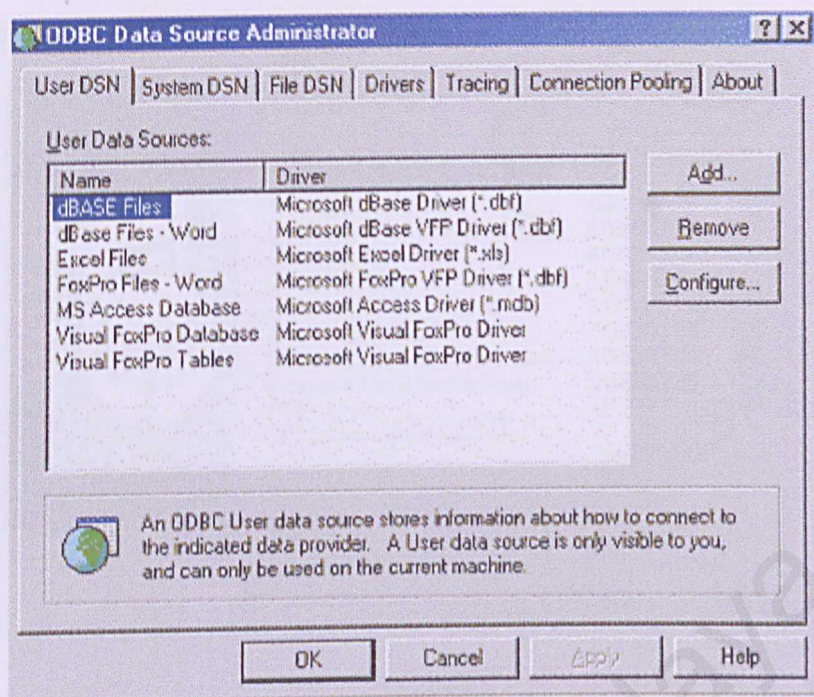 ODBC Data Source Administrator
User DSN System DSN File DSN Drivers Tracing Connection Pooling About
User Data Sources:
Name Driver
dBASE Files Microsoft dBase Driver (*.dbf)
dBase Files - Word Microsoft dBase VFP Driver (*.dbf)
Excel Files Microsoft Excel Driver (*.xls)
FoxPro Files - Word Microsoft FoxPro VFP Driver (*.dbf)
MS Access Database Microsoft Access Driver (*.mdb)
Visual FoxPro Database Microsoft Visual FoxPro Driver
Visual FoxPro Tables Microsoft Visual FoxPro Driver
Add...
Remove
Configure...
An ODBC User data source stores information about how to connect to
the indicated data provider. A User data source is only visible to you,
and can only be used on the current machine.
OK Cancel Apply Help